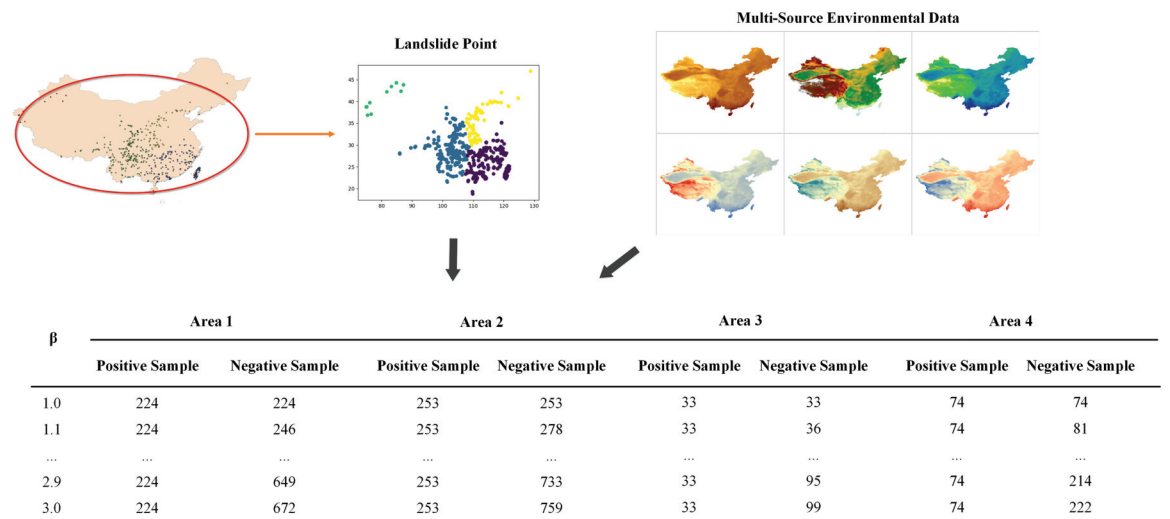 Multi-Source Environmental Data
Landslide Point
45
40
35
30
25
20
80 90 100 110 120 130
β Area 1 Area 2 Area 3 Area 4
Positive Sample Negative Sample Positive Sample Negative Sample Positive Sample Negative Sample Positive Sample Negative Sample
1.0 224 224 253 253 33 33 74 74
1.1 224 246 253 278 33 36 74 81
... ... ... ... ... ... ... ... ...
2.9 224 649 253 733 33 95 74 214
3.0 224 672 253 759 33 99 74 222